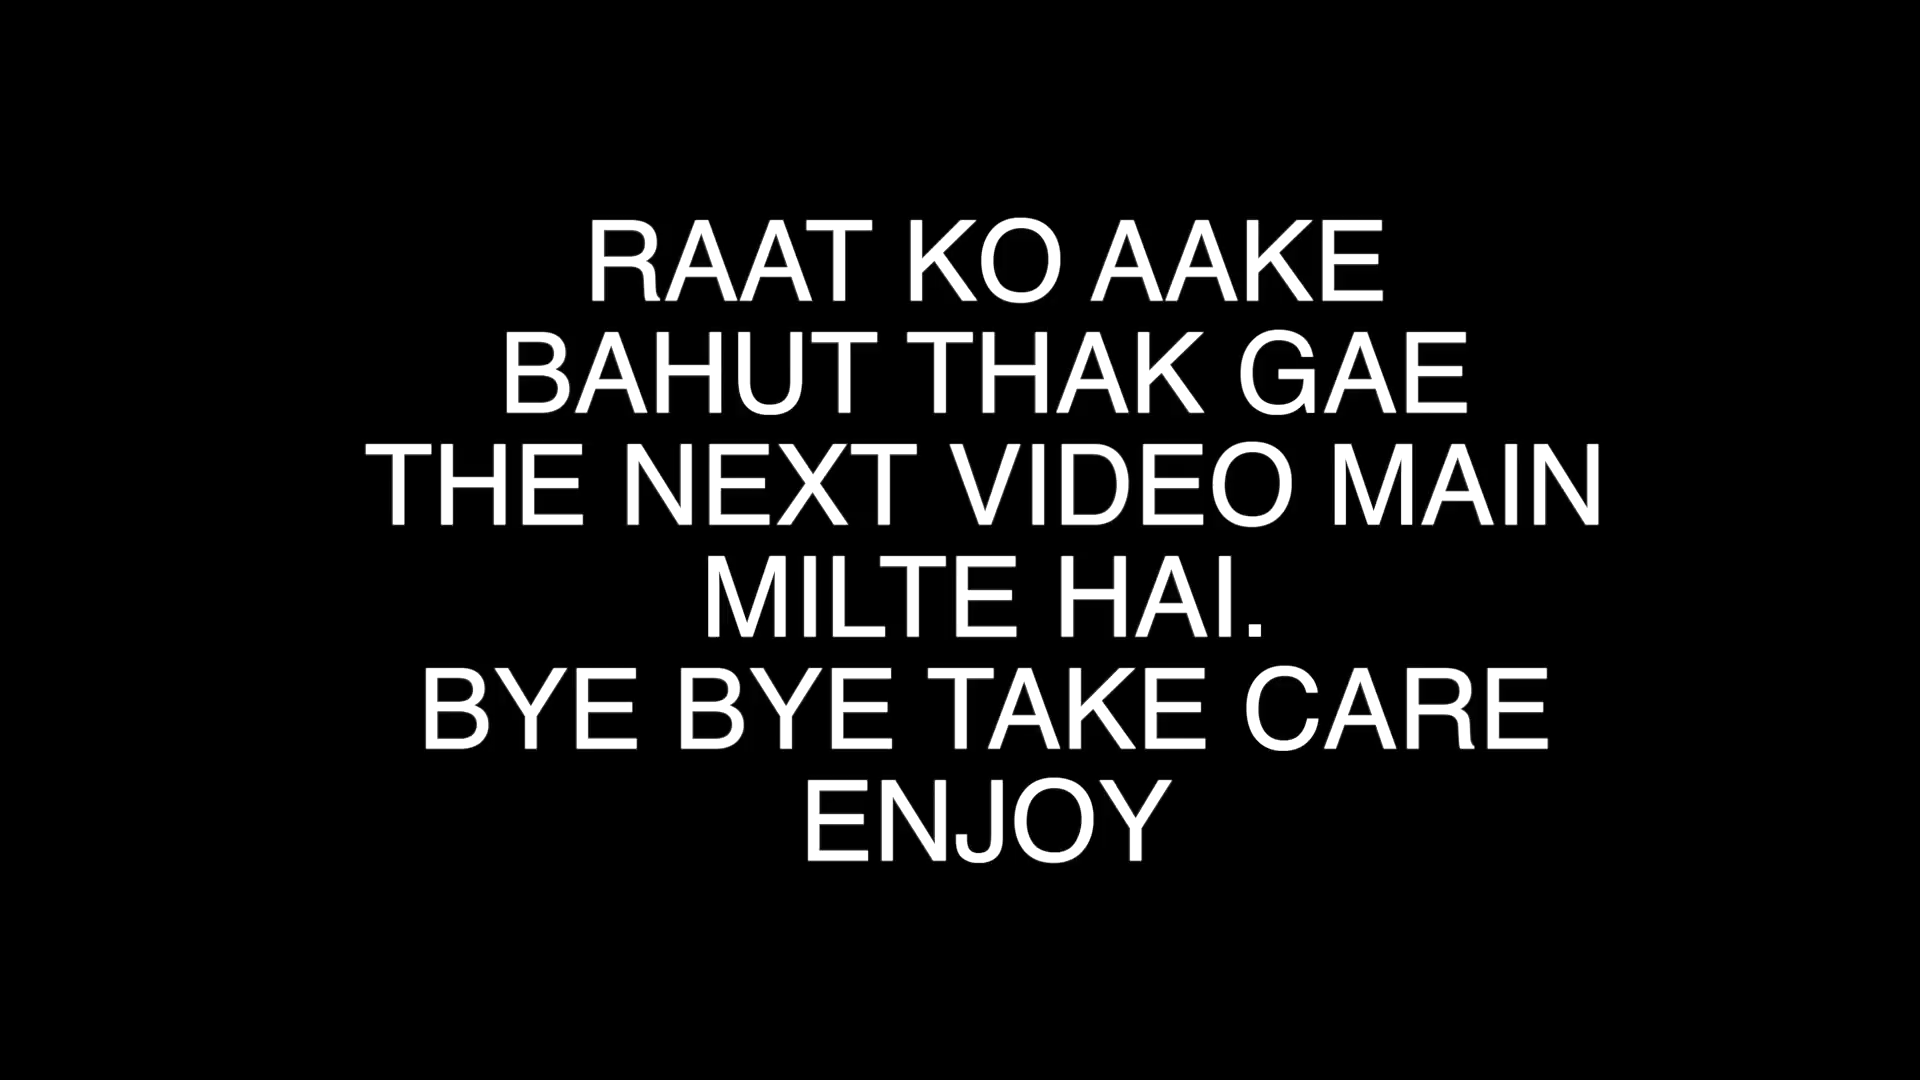 RAAT KO AAKE
BAHUT THAK GAE
THE NEXT VIDEO MAIN
MILTE HAI.
BYE BYE TAKE CARE
ENJOY